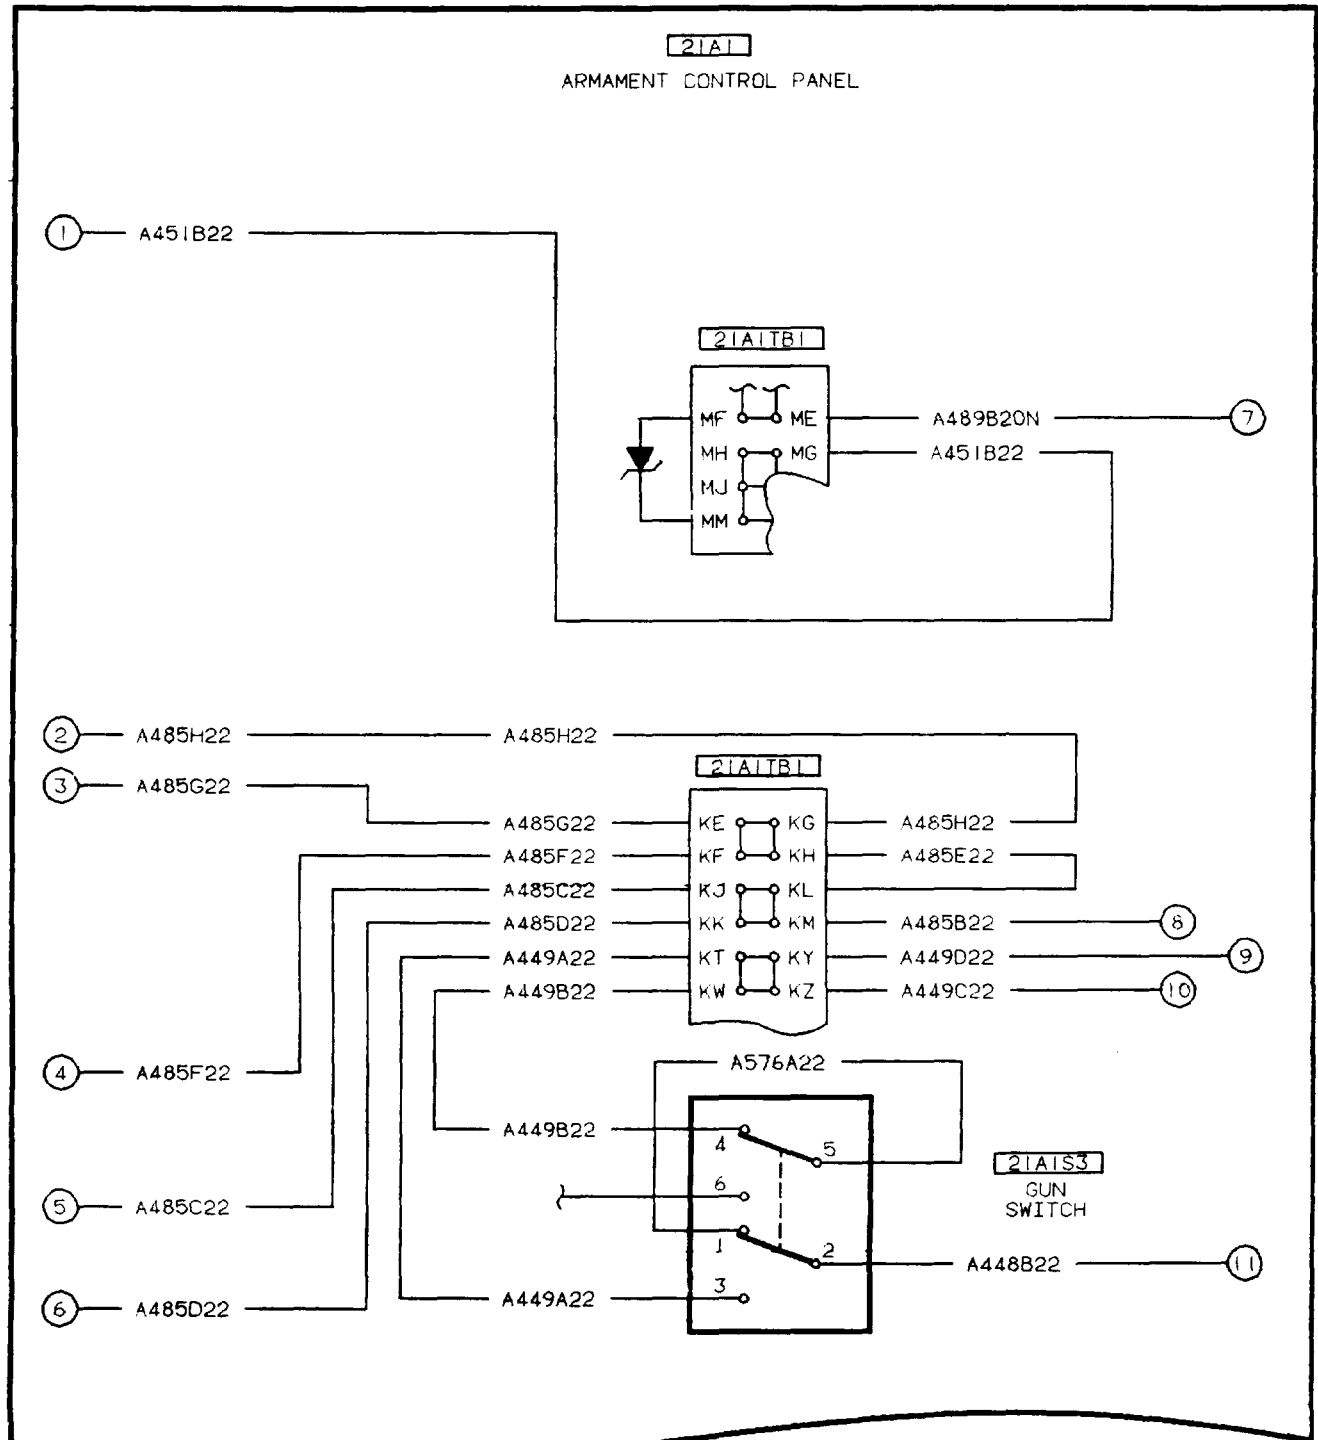 21A1
ARMAMENT CONTROL PANEL
1 A451B22
21A1TB1
MF ME A489B20N 7
MH MG A451B22
MJ
MM
2 A485H22 A485H22
3 A485G22
21A1TB1
A485G22 KE KG A485H22
A485F22 KF KH A485E22
A485C22 KJ KL
A485D22 KK KM A485B22 8
A449A22 KT KY A449D22 9
A449B22 KW KZ A449C22 10
4 A485F22
A576A22
A449B22 4 5
21A1S3
GUN
SWITCH
6
5 A485C22
1 2 A448B22 11
6 A485D22
A449A22 3